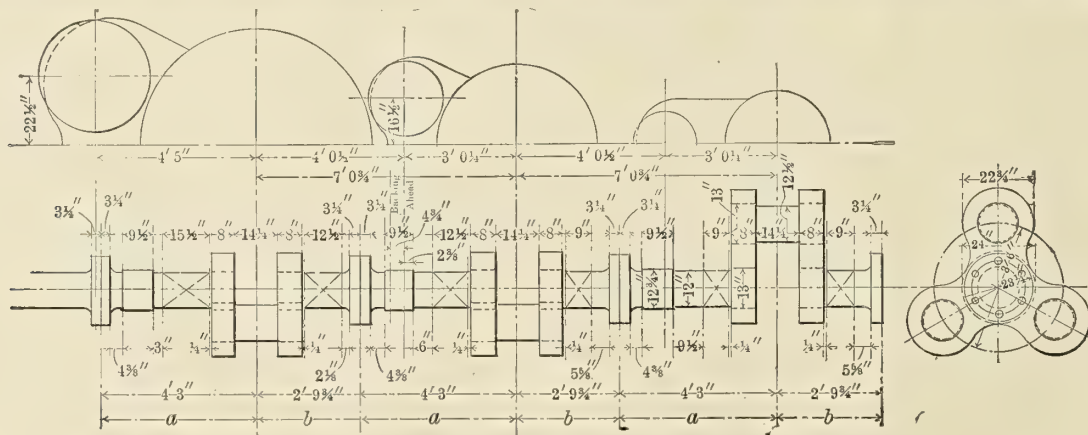 22½"
16½"
4' 5" 4' 0½" 3' 0¼" 4' 0½" 3' 0¼"
7' 0¾" 7' 0¾"
Backing
Ahead
12½"
13"
22¾"
3¼" 3¼" 3¼" 3¼" 4¾" 3¼" 3¼" 3¼"
9½" 15½" 8" 14¼" 8" 12½" 9½" 12½" 8" 14¼" 8" 9" 9½" 9" 8" 14¼" 8" 9"
2⅜"
24"
12¾" 12" 13"
3" ¼" ¼" 6" ¼" ¼" 9½" ¼" ¼"
4⅜" 2⅛" 4⅜" 5⅝" 4⅜" 5⅝"
4' 3" 2' 9¾" 4' 3" 2' 9¾" 4' 3" 2' 9¾"
a b a b a b